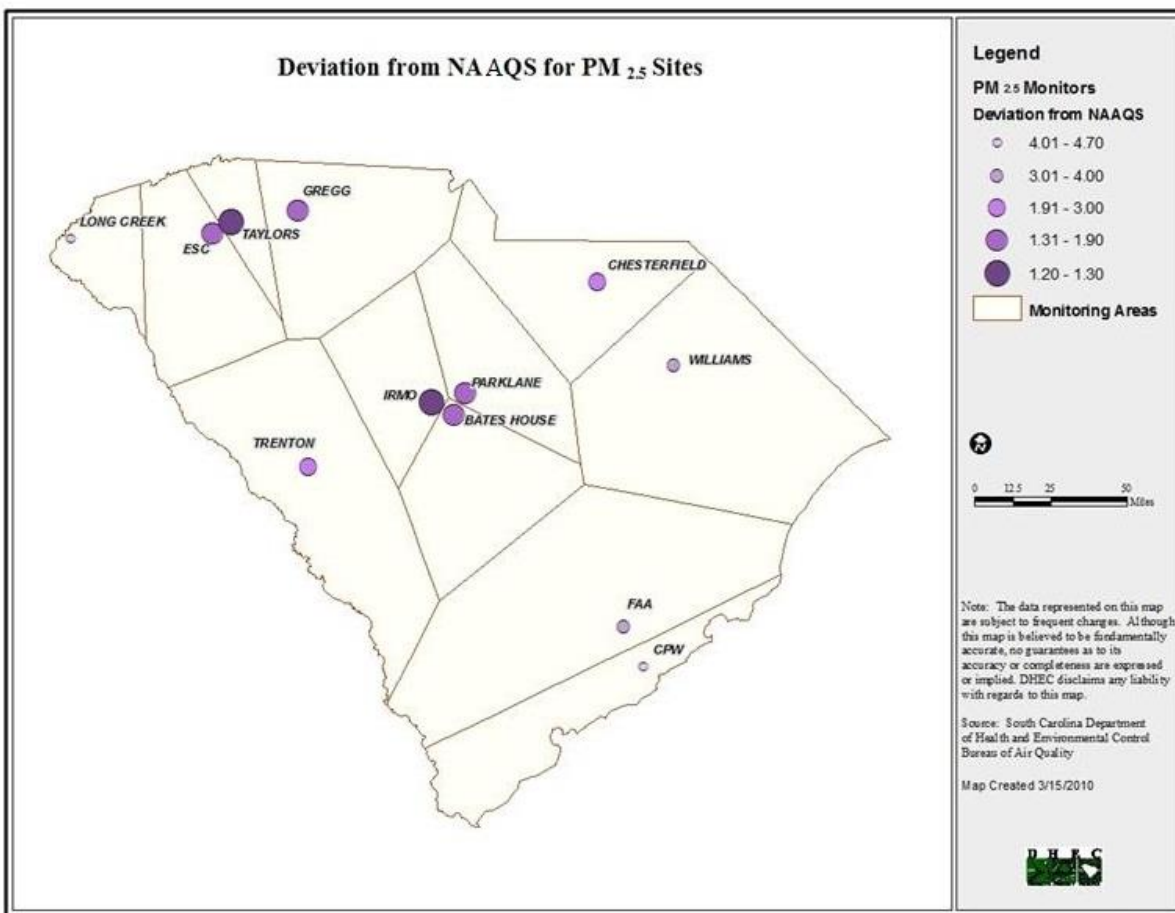 Deviation from NAAQS for PM 2.5 Sites
LONG CREEK
GREGG
ESC
TAYLORS
CHESTERFIELD
WILLIAMS
IRMO
PARKLANE
BATES HOUSE
TRENTON
FAA
CPW
Legend
PM 2.5 Monitors
Deviation from NAAQS
4.01 - 4.70
3.01 - 4.00
1.91 - 3.00
1.31 - 1.90
1.20 - 1.30
Monitoring Areas
N
0 12.5 25 50
Miles
Note: The data represented on this map
are subject to frequent changes. Although
this map is believed to be fundamentally
accurate, no guarantees as to its
accuracy or completeness are expressed
or implied. DHEC disclaims any liability
with regards to this map.
Source: South Carolina Department
of Health and Environmental Control
Bureau of Air Quality
Map Created 3/15/2010
D H E C